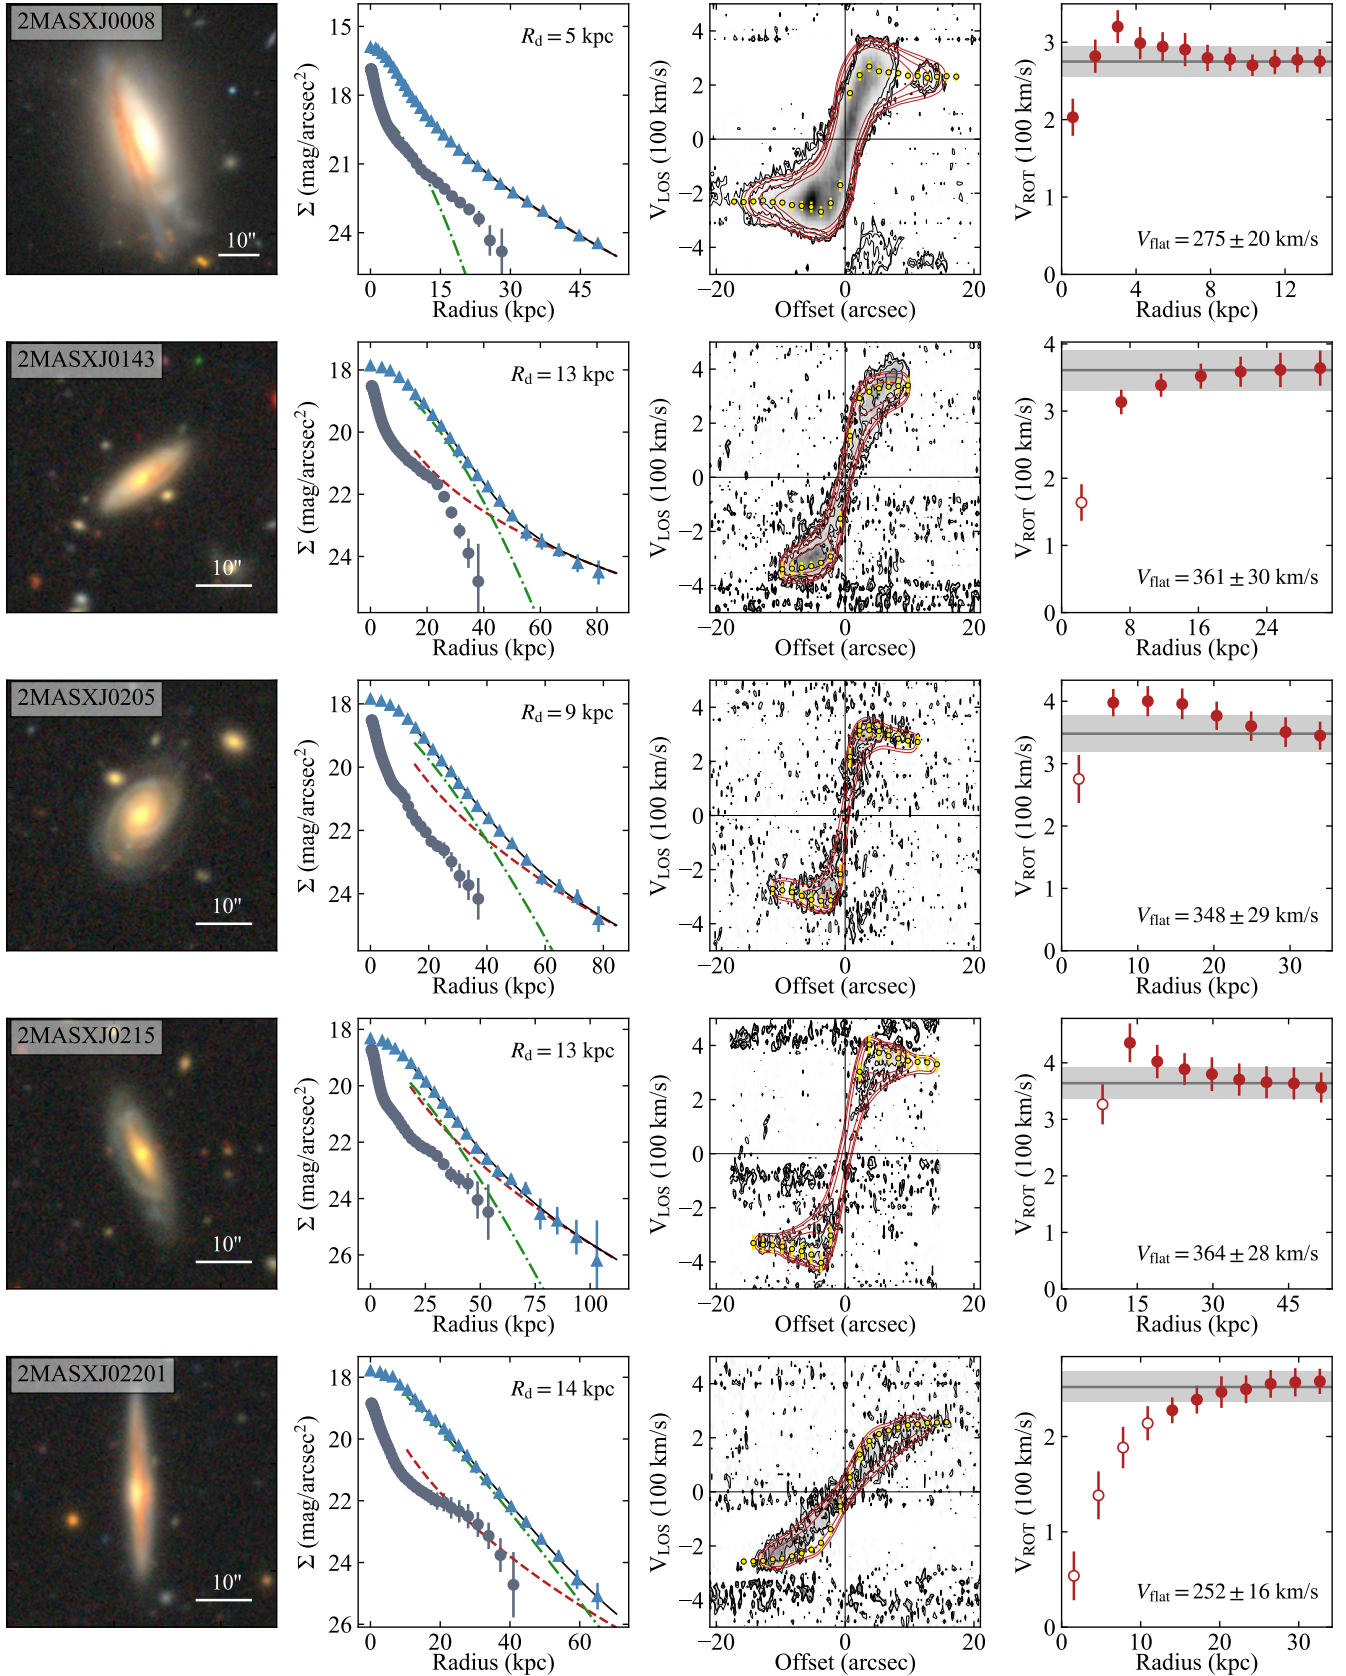 2MASXJ0008
10"
15
18
21
24
Σ (mag/arcsec²)
R_d = 5 kpc
0 15 30 45
Radius (kpc)
4
2
0
−2
−4
V_LOS (100 km/s)
−20 0 20
Offset (arcsec)
3
2
1
0
V_ROT (100 km/s)
V_flat = 275 ± 20 km/s
0 4 8 12
Radius (kpc)
2MASXJ0143
10"
18
20
22
24
Σ (mag/arcsec²)
R_d = 13 kpc
0 20 40 60 80
Radius (kpc)
4
2
0
−2
−4
V_LOS (100 km/s)
−20 0 20
Offset (arcsec)
4
3
2
1
0
V_ROT (100 km/s)
V_flat = 361 ± 30 km/s
0 8 16 24
Radius (kpc)
2MASXJ0205
10"
18
20
22
24
Σ (mag/arcsec²)
R_d = 9 kpc
0 20 40 60 80
Radius (kpc)
4
2
0
−2
−4
V_LOS (100 km/s)
−20 0 20
Offset (arcsec)
4
3
2
1
0
V_ROT (100 km/s)
V_flat = 348 ± 29 km/s
0 10 20 30
Radius (kpc)
2MASXJ0215
10"
18
20
22
24
26
Σ (mag/arcsec²)
R_d = 13 kpc
0 25 50 75 100
Radius (kpc)
4
2
0
−2
−4
V_LOS (100 km/s)
−20 0 20
Offset (arcsec)
4
3
2
1
0
V_ROT (100 km/s)
V_flat = 364 ± 28 km/s
0 15 30 45
Radius (kpc)
2MASXJ02201
10"
18
20
22
24
26
Σ (mag/arcsec²)
R_d = 14 kpc
0 20 40 60
Radius (kpc)
4
2
0
−2
−4
V_LOS (100 km/s)
−20 0 20
Offset (arcsec)
2
1
0
V_ROT (100 km/s)
V_flat = 252 ± 16 km/s
0 10 20 30
Radius (kpc)